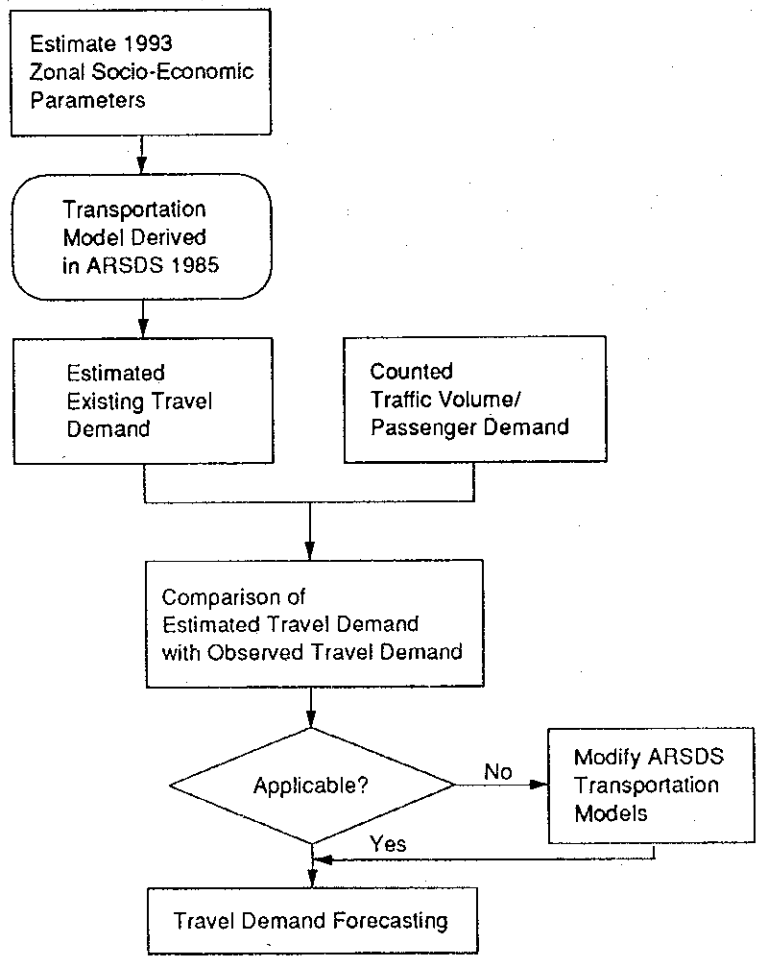 Estimate 1993
Zonal Socio-Economic
Parameters
Transportation
Model Derived
in ARSDS 1985
Estimated
Existing Travel
Demand
Counted
Traffic Volume/
Passenger Demand
Comparison of
Estimated Travel Demand
with Observed Travel Demand
Applicable?
No
Modify ARSDS
Transportation
Models
Yes
Travel Demand Forecasting